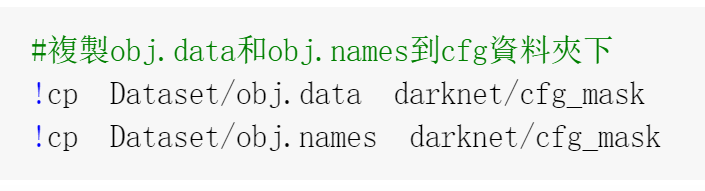 #複製obj.data和obj.names到cfg資料夾下
!cp  Dataset/obj.data  darknet/cfg_mask
!cp  Dataset/obj.names  darknet/cfg_mask